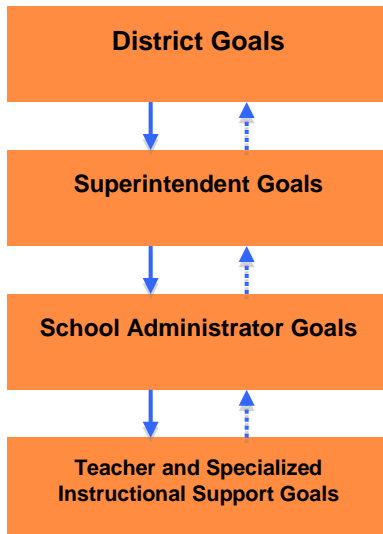 District Goals
Superintendent Goals
School Administrator Goals
Teacher and Specialized
Instructional Support Goals